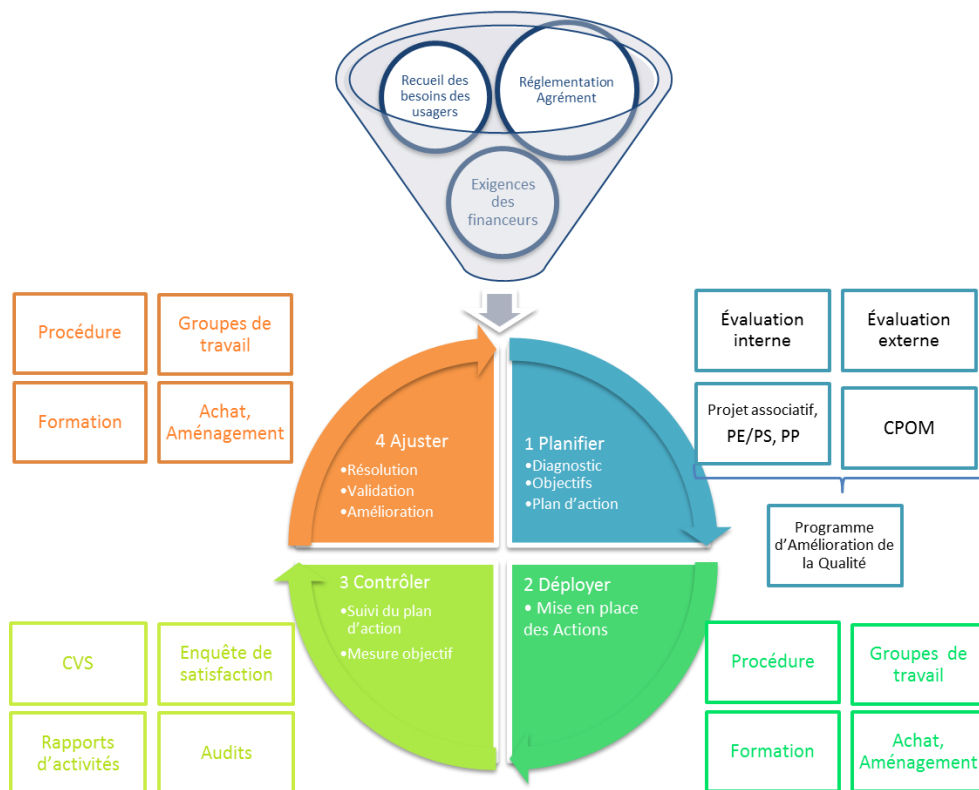 Recueil des
besoins des
usagers
Réglementation
Agrément
Exigences
des
financeurs
Procédure
Groupes de
travail
Formation
Achat,
Aménagement
Évaluation
interne
Évaluation
externe
Projet associatif,
PE/PS, PP
CPOM
Programme
d'Amélioration de
la Qualité
4 Ajuster
•Résolution
•Validation
•Amélioration
1 Planifier
•Diagnostic
•Objectifs
•Plan d'action
3 Contrôler
•Suivi du plan
d'action
•Mesure objectif
2 Déployer
• Mise en place
des Actions
CVS
Enquête de
satisfaction
Rapports
d'activités
Audits
Procédure
Groupes de
travail
Formation
Achat,
Aménagement